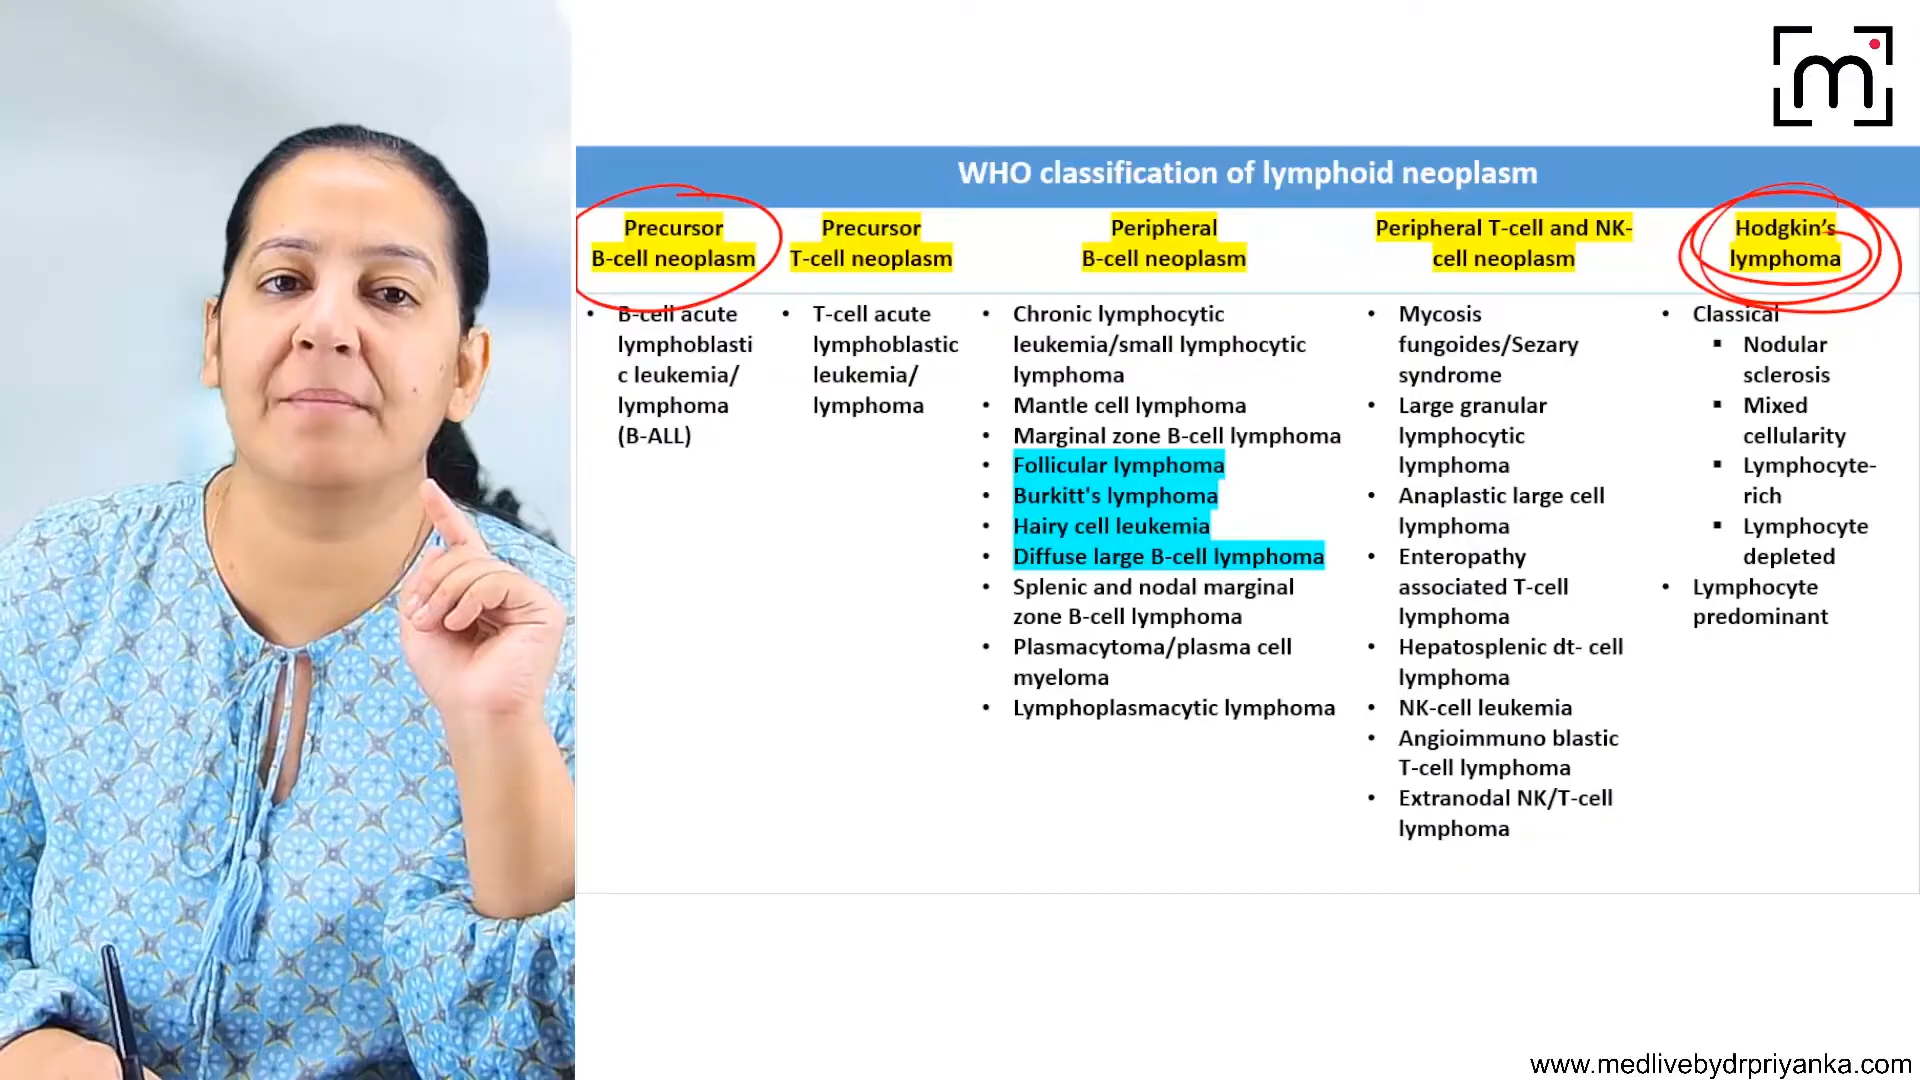 WHO classification of lymphoid neoplasm
Precursor
B-cell neoplasm
Precursor
T-cell neoplasm
Peripheral
B-cell neoplasm
Peripheral T-cell and NK-
cell neoplasm
Hodgkin's
lymphoma
• B-cell acute
lymphoblasti
c leukemia/
lymphoma
(B-ALL)
• T-cell acute
lymphoblastic
leukemia/
lymphoma
• Chronic lymphocytic
leukemia/small lymphocytic
lymphoma
• Mantle cell lymphoma
• Marginal zone B-cell lymphoma
• Follicular lymphoma
• Burkitt's lymphoma
• Hairy cell leukemia
• Diffuse large B-cell lymphoma
• Splenic and nodal marginal
zone B-cell lymphoma
• Plasmacytoma/plasma cell
myeloma
• Lymphoplasmacytic lymphoma
• Mycosis
fungoides/Sezary
syndrome
• Large granular
lymphocytic
lymphoma
• Anaplastic large cell
lymphoma
• Enteropathy
associated T-cell
lymphoma
• Hepatosplenic dt- cell
lymphoma
• NK-cell leukemia
• Angioimmuno blastic
T-cell lymphoma
• Extranodal NK/T-cell
lymphoma
• Classical
▪ Nodular
sclerosis
▪ Mixed
cellularity
▪ Lymphocyte-
rich
▪ Lymphocyte
depleted
• Lymphocyte
predominant
m
www.medlivebydrpriyanka.com